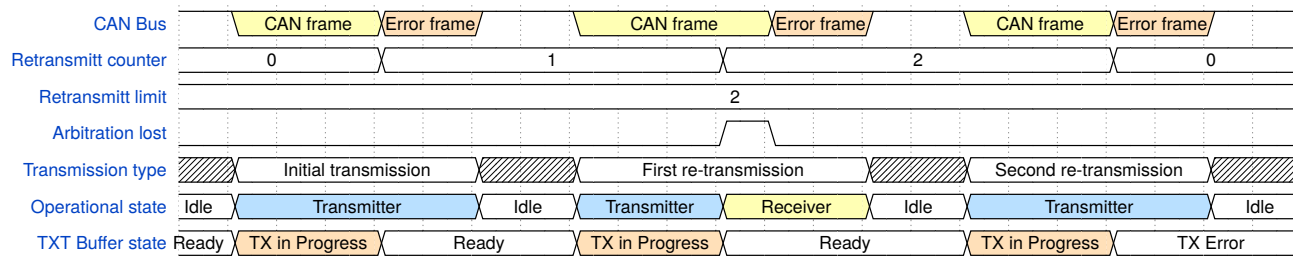 CAN Bus CAN frame Error frame CAN frame Error frame CAN frame Error frame
Retransmitt counter 0 1 2 0
Retransmitt limit 2
Arbitration lost
Transmission type Initial transmission First re-transmission Second re-transmission
Operational state Idle Transmitter Idle Transmitter Receiver Idle Transmitter Idle
TXT Buffer state Ready TX in Progress Ready TX in Progress Ready TX in Progress TX Error